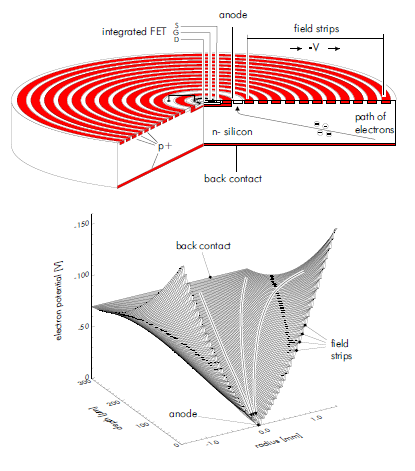 anode
integrated FET
S
G
D
field strips
-V
n- silicon
path of
electrons
p+
back contact
.150
.100
.50
0
electron potential [V]
back contact
field
strips
anode
300
200
100
0
depth [µm]
-1.0
0.0
1.0
radius [mm]